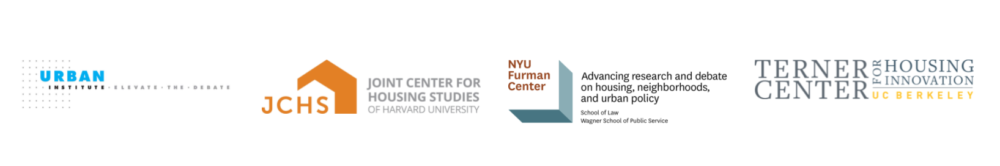 URBAN
INSTITUTE · ELEVATE · THE · DEBATE
JCHS
JOINT CENTER FOR
HOUSING STUDIES
OF HARVARD UNIVERSITY
NYU
Furman
Center
Advancing research and debate
on housing, neighborhoods,
and urban policy
School of Law
Wagner School of Public Service
TERNER
CENTER
FOR
HOUSING
INNOVATION
UC BERKELEY